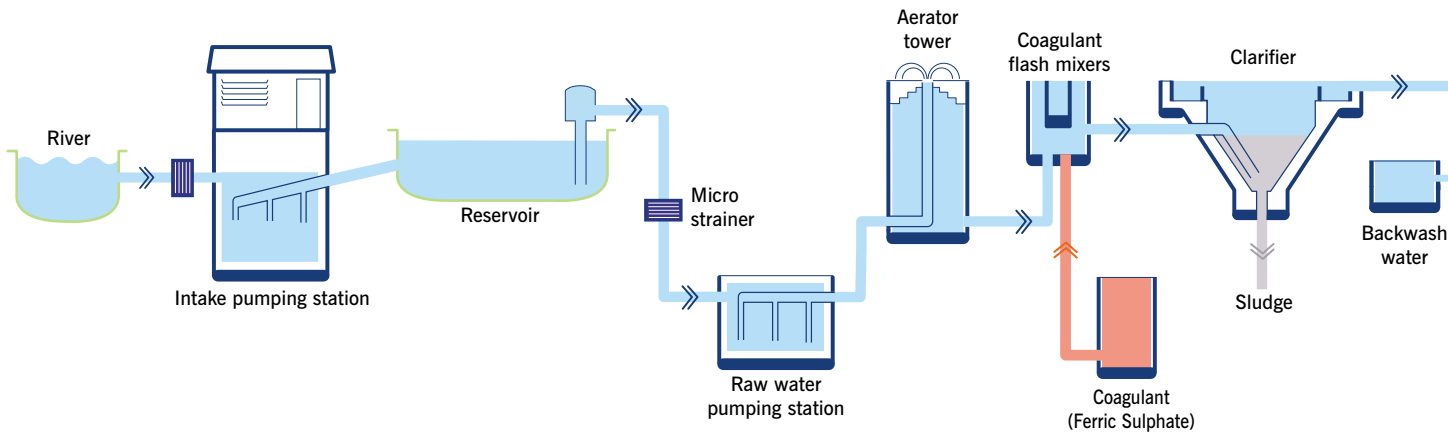 River
Intake pumping station
Reservoir
Micro
strainer
Raw water
pumping station
Aerator
tower
Coagulant
flash mixers
Coagulant
(Ferric Sulphate)
Clarifier
Sludge
Backwash
water